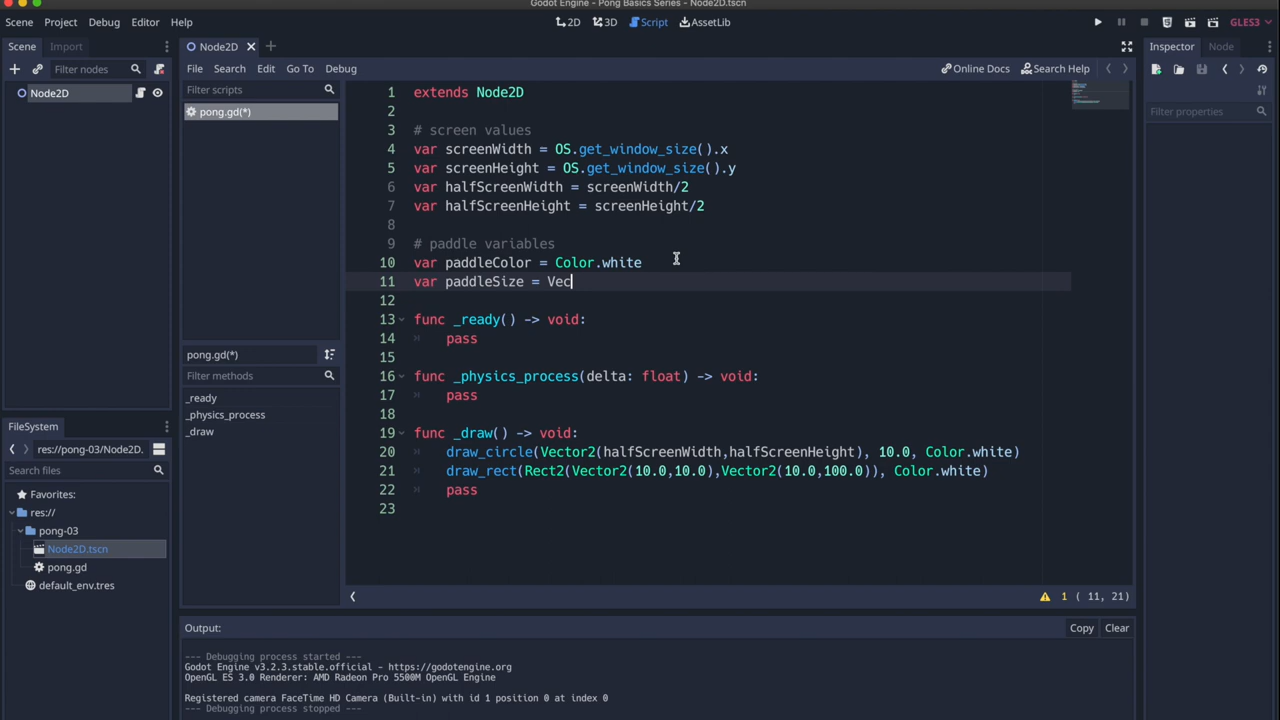 Godot Engine - Pong Basics Series - Node2D.tscn
Scene Project Debug Editor Help
2D 3D Script AssetLib
GLES3
Scene Import
Filter nodes
Node2D
Node2D
File Search Edit Go To Debug
Online Docs Search Help
Filter scripts
pong.gd(*)
pong.gd(*)
Filter methods
_ready
_physics_process
_draw
1 extends Node2D
2
3 # screen values
4 var screenWidth = OS.get_window_size().x
5 var screenHeight = OS.get_window_size().y
6 var halfScreenWidth = screenWidth/2
7 var halfScreenHeight = screenHeight/2
8
9 # paddle variables
10 var paddleColor = Color.white
11 var paddleSize = Vec
12
13 func _ready() -> void:
14 pass
15
16 func _physics_process(delta: float) -> void:
17 pass
18
19 func _draw() -> void:
20 draw_circle(Vector2(halfScreenWidth,halfScreenHeight), 10.0, Color.white)
21 draw_rect(Rect2(Vector2(10.0,10.0),Vector2(10.0,100.0)), Color.white)
22 pass
23
1 ( 11, 21)
FileSystem
res://pong-03/Node2D.
Search files
Favorites:
res://
pong-03
Node2D.tscn
pong.gd
default_env.tres
Output:
Copy Clear
--- Debugging process started ---
Godot Engine v3.2.3.stable.official - https://godotengine.org
OpenGL ES 3.0 Renderer: AMD Radeon Pro 5500M OpenGL Engine
Registered camera FaceTime HD Camera (Built-in) with id 1 position 0 at index 0
--- Debugging process stopped ---
Inspector Node
Filter properties